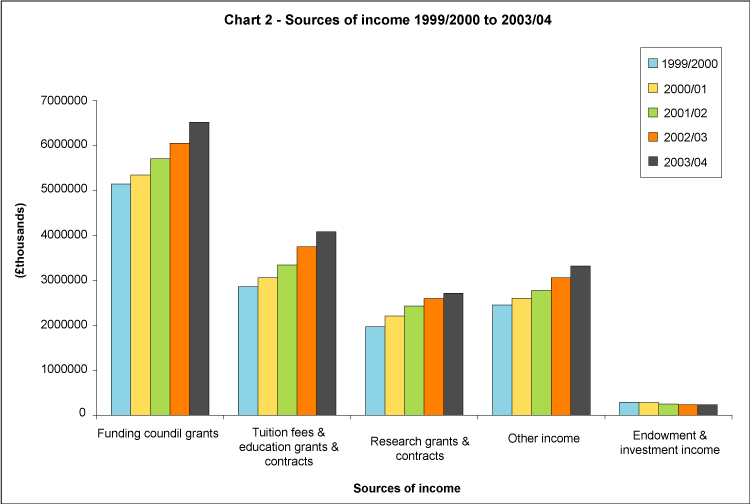 Chart 2 - Sources of income 1999/2000 to 2003/04
1999/2000
2000/01
2001/02
2002/03
2003/04
(£thousands)
7000000
6000000
5000000
4000000
3000000
2000000
1000000
0
Funding coundil grants
Tuition fees &
education grants &
contracts
Research grants &
contracts
Other income
Endowment &
investment income
Sources of income